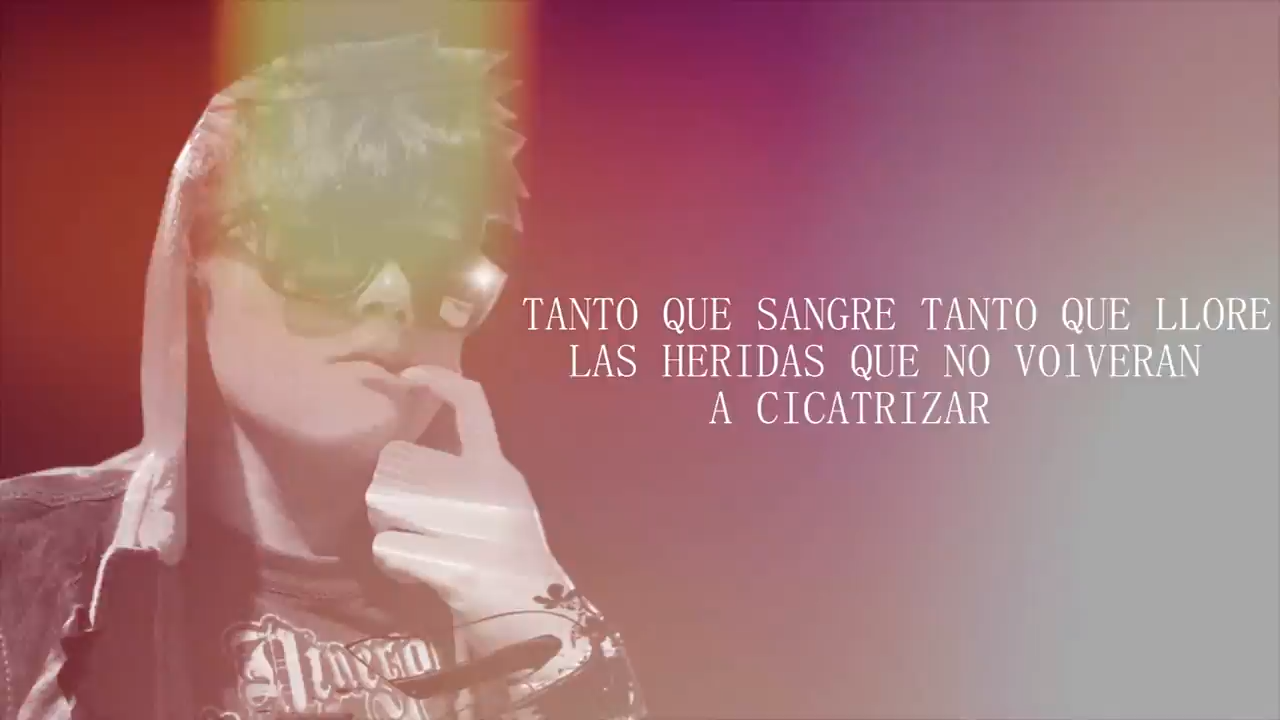 TANTO QUE SANGRE TANTO QUE LLORE
LAS HERIDAS QUE NO VOlVERAN
A CICATRIZAR